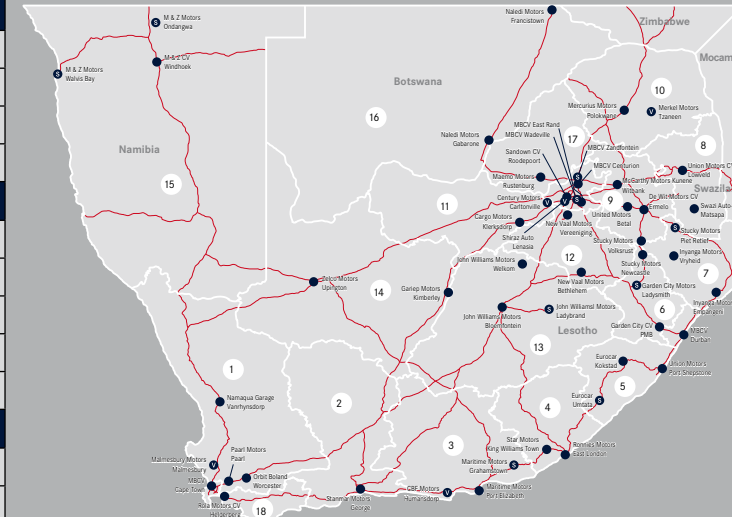 Naledi Motors
Francistown
Zimbabwe
M & Z Motors
Ondangwa
M & Z CV
Windhoek
M & Z Motors
Walvis Bay
S
S
Mocam
Botswana
10
16
Mercurius Motors
Polokwane
V
Merkel Motors
Tzaneen
MBCV East Rand
MBCV Wadeville
17
Naledi Motors
Gabarone
Namibia
15
8
Sandown CV
Roodepoort
MBCV Zandfontein
MBCV Centurion
Union Motors CV
Lowveld
Maemo Motors
Rustenburg
S
McCarthy Motors Kunene
Witbank
Swazila
Century Motors
Carltonville
V
V
S
9
De Wit Motors CV
Ermelo
11
Swazi Auto
Matsapa
Cargo Motors
Klerksdorp
New Vaal Motors
Vereeniging
United Motors
Betal
S
Stucky Motors
Piet Retief
Shiraz Auto
Lenasia
Stucky Motors
Volksrust
12
John Williams Motors
Welkom
Inyanga Motors
Vryheid
Stucky Motors
Newcastle
7
Pelco Motors
Upington
14
Gariep Motors
Kimberley
New Vaal Motors
Bethlehem
S
Garden City Motors
Ladysmith
Inyanga Motors
Empangeni
John Williams Motors
Bloemfontein
S
John Williams Motors
Ladybrand
6
Lesotho
Garden City CV
PMB
MBCV
Durban
13
1
Eurocar
Kokstad
Union Motors
Port Shepstone
5
2
Namaqua Garage
Vanrhynsdorp
Eurocar
Umtata
S
4
3
Star Motors
King Williams Town
Ronnies Motors
East London
Paarl Motors
Paarl
Malmesbury Motors
Malmesbury
V
Maritime Motors
Grahamstown
S
MBCV
Cape Town
Orbit Boland
Worcester
CBF Motors
Humansdorp
V
Maritime Motors
Port Elizabeth
Rola Motors CV
Helderberg
18
Stanmar Motors
George